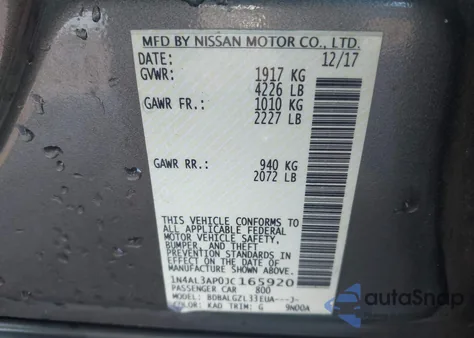 MFD BY NISSAN MOTOR CO., LTD.
DATE: 12/17
GVWR: 1917 KG
4226 LB
GAWR FR.: 1010 KG
2227 LB
GAWR RR.: 940 KG
2072 LB
THIS VEHICLE CONFORMS TO
ALL APPLICABLE FEDERAL
MOTOR VEHICLE SAFETY,
BUMPER, AND THEFT
PREVENTION STANDARDS IN
EFFECT ON THE DATE OF
MANUFACTURE SHOWN ABOVE.
1N4AL3AP0JC165920
PASSENGER CAR 800
MODEL: BDBALGZL33EUA---J-
COLOR: KAD TRIM: G 9N00A
autaSnap